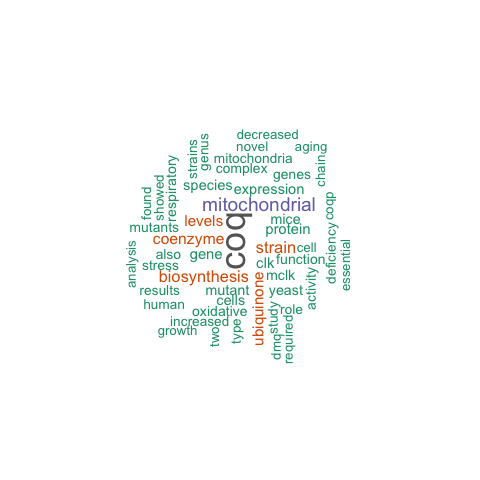 decreased
novel
aging
strains
genus
mitochondria
chain
complex
genes
respiratory
species
expression
showed
found
mitochondrial
coqp
levels
coq
mice
mutants
protein
coenzyme
strain
cell
deficiency
essential
analysis
also
gene
clk
function
stress
biosynthesis
mclk
activity
results
mutant
ubiquinone
yeast
human
cells
oxidative
study
role
increased
growth
two
type
dmq
required